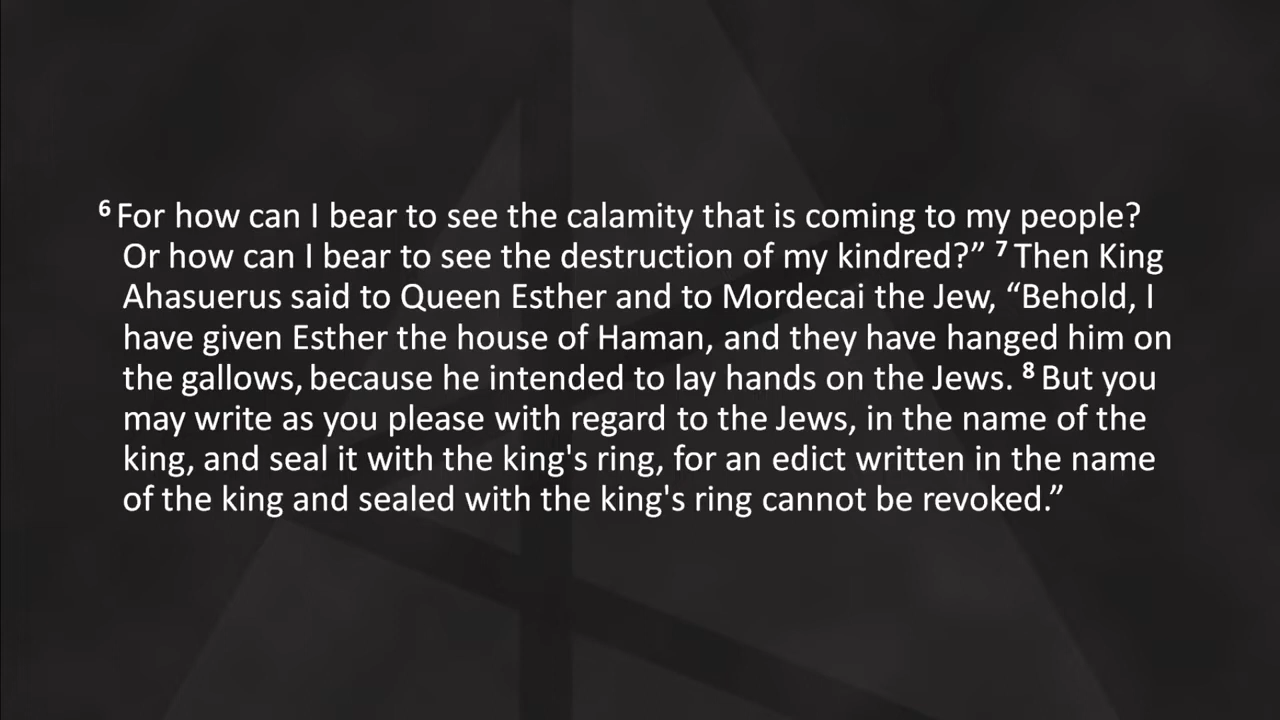 6 For how can I bear to see the calamity that is coming to my people?
Or how can I bear to see the destruction of my kindred?” 7 Then King
Ahasuerus said to Queen Esther and to Mordecai the Jew, “Behold, I
have given Esther the house of Haman, and they have hanged him on
the gallows, because he intended to lay hands on the Jews. 8 But you
may write as you please with regard to the Jews, in the name of the
king, and seal it with the king's ring, for an edict written in the name
of the king and sealed with the king's ring cannot be revoked.”